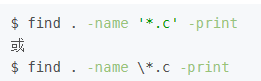 $ find . -name '*.c' -print
或
$ find . -name \*.c -print